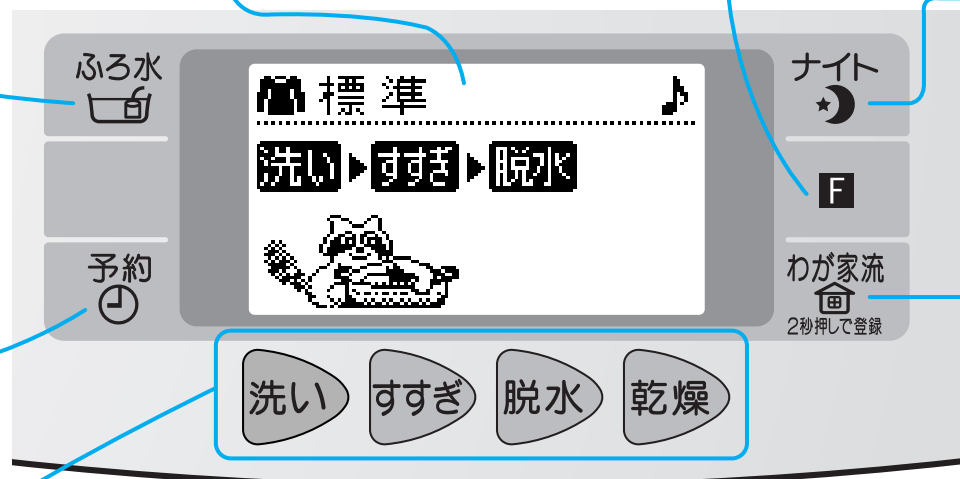 ふろ水
標準
洗い すすぎ 脱水
予約
ナイト
F
わが家流
2秒押しで登録
洗い すすぎ 脱水 乾燥